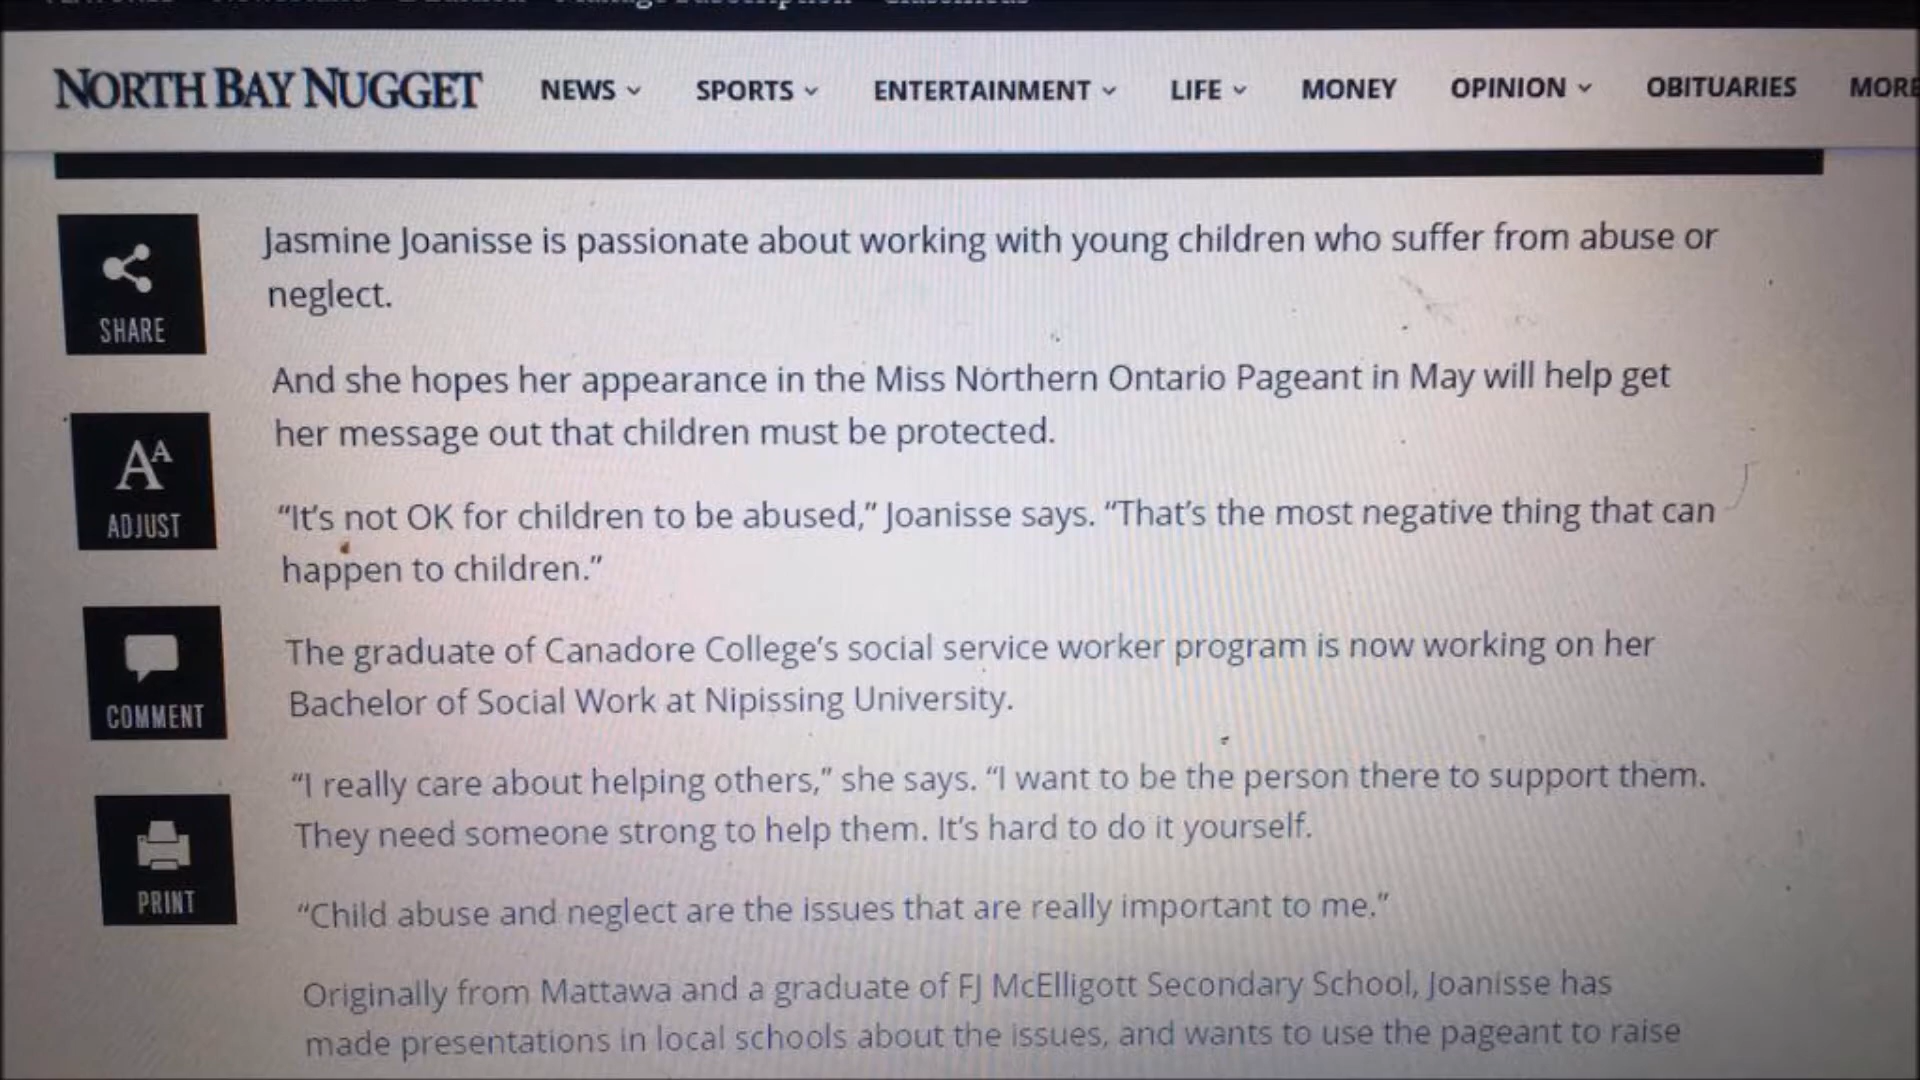 NORTH BAY NUGGET NEWS SPORTS ENTERTAINMENT LIFE MONEY OPINION OBITUARIES MORE
SHARE
Jasmine Joanisse is passionate about working with young children who suffer from abuse or
neglect.
And she hopes her appearance in the Miss Northern Ontario Pageant in May will help get
her message out that children must be protected.
ADJUST
“It’s not OK for children to be abused,” Joanisse says. “That’s the most negative thing that can
happen to children.”
COMMENT
The graduate of Canadore College’s social service worker program is now working on her
Bachelor of Social Work at Nipissing University.
“I really care about helping others,” she says. “I want to be the person there to support them.
They need someone strong to help them. It’s hard to do it yourself.
PRINT
“Child abuse and neglect are the issues that are really important to me.”
Originally from Mattawa and a graduate of FJ McElligott Secondary School, Joanisse has
made presentations in local schools about the issues, and wants to use the pageant to raise